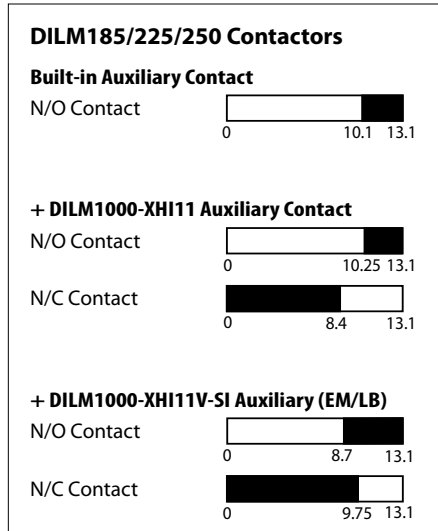 DILM185/225/250 Contactors
Built-in Auxiliary Contact
N/O Contact
0 10.1 13.1
+ DILM1000-XHI11 Auxiliary Contact
N/O Contact
0 10.25 13.1
N/C Contact
0 8.4 13.1
+ DILM1000-XHI11V-SI Auxiliary (EM/LB)
N/O Contact
0 8.7 13.1
N/C Contact
0 9.75 13.1